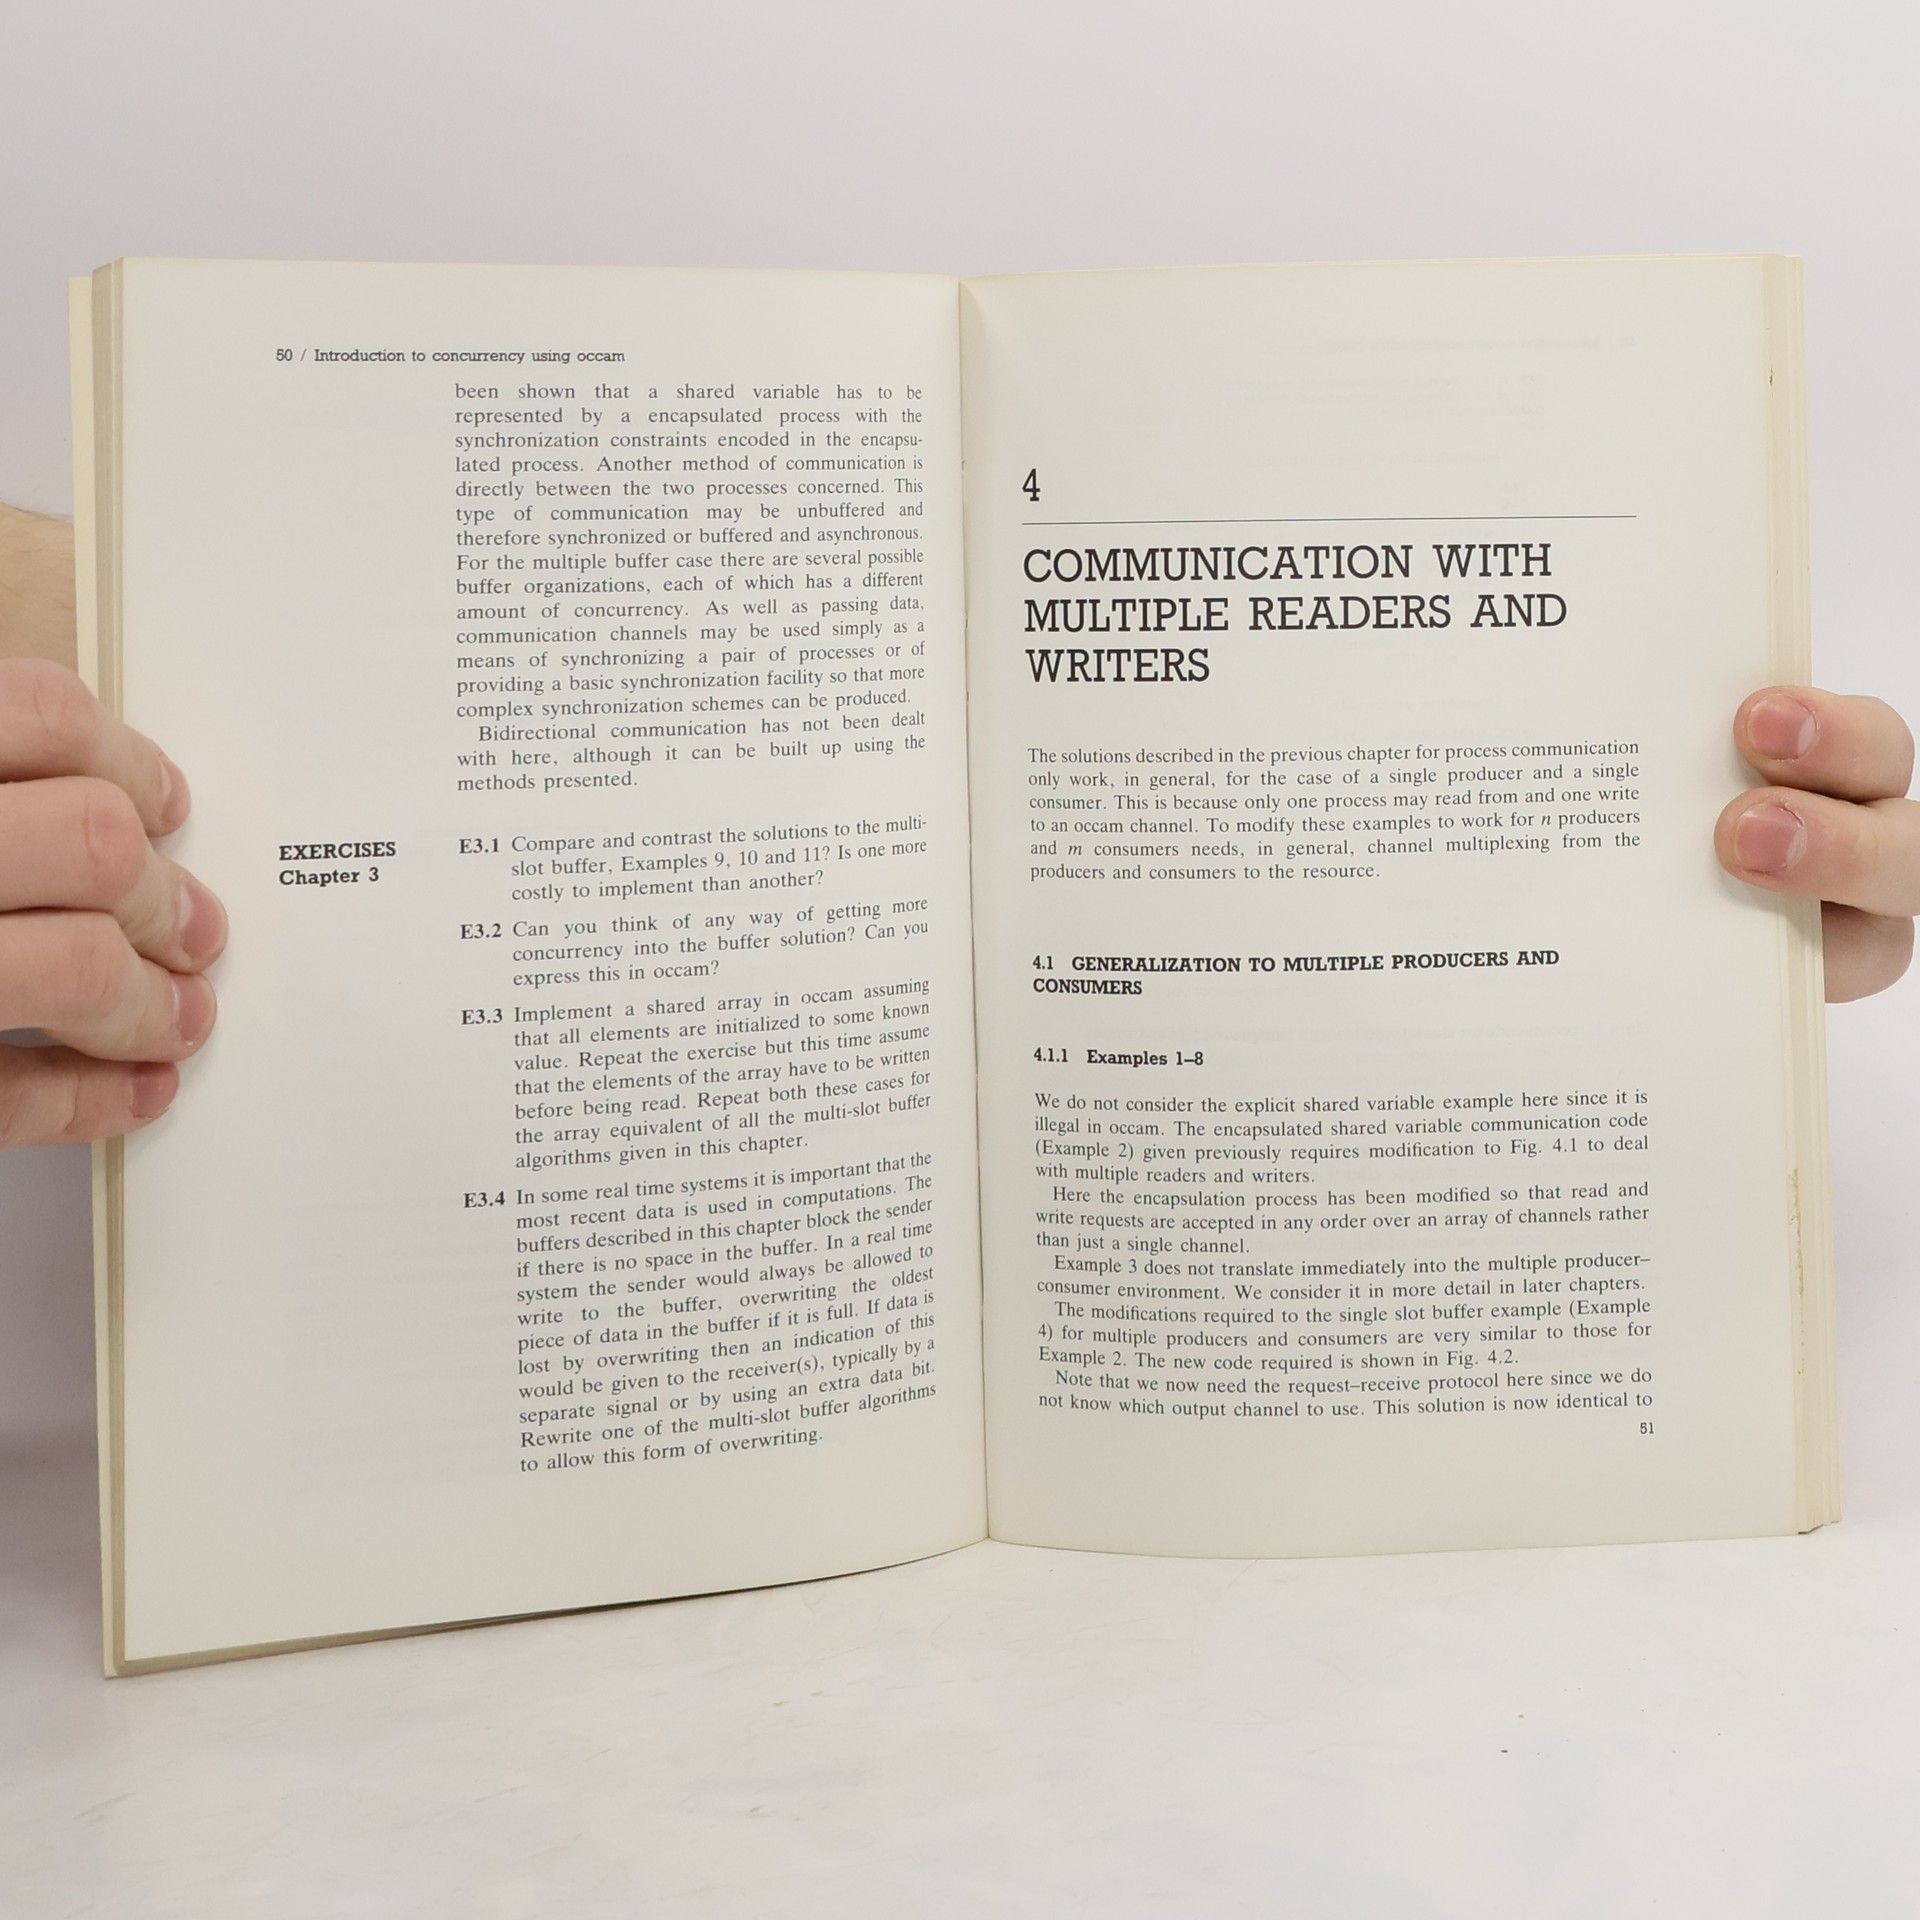 50 / Introduction to concurrency using occam
been shown that a shared variable has to be
represented by a encapsulated process with the
synchronization constraints encoded in the encapsu-
lated process. Another method of communication is
directly between the two processes concerned. This
type of communication may be unbuffered and
therefore synchronized or buffered and asynchronous.
For the multiple buffer case there are several possible
buffer organizations, each of which has a different
amount of concurrency. As well as passing data,
communication channels may be used simply as a
means of synchronizing a pair of processes or of
providing a basic synchronization facility so that more
complex synchronization schemes can be produced.
Bidirectional communication has not been dealt
with here, although it can be built up using the
methods presented.
EXERCISES
Chapter 3
E3.1 Compare and contrast the solutions to the multi-
slot buffer, Examples 9, 10 and 11? Is one more
costly to implement than another?
E3.2 Can you think of any way of getting more
concurrency into the buffer solution? Can you
express this in occam?
E3.3 Implement a shared array in occam assuming
that all elements are initialized to some known
value. Repeat the exercise but this time assume
that the elements of the array have to be written
before being read. Repeat both these cases for
the array equivalent of all the multi-slot buffer
algorithms given in this chapter.
E3.4 In some real time systems it is important that the
most recent data is used in computations. The
buffers described in this chapter block the sender
if there is no space in the buffer. In a real time
system the sender would always be allowed to
write to the buffer, overwriting the oldest
piece of data in the buffer if it is full. If data is
lost by overwriting then an indication of this
would be given to the receiver(s), typically by a
separate signal or by using an extra data bit.
Rewrite one of the multi-slot buffer algorithms
to allow this form of overwriting.
4
COMMUNICATION WITH
MULTIPLE READERS AND
WRITERS
The solutions described in the previous chapter for process communication
only work, in general, for the case of a single producer and a single
consumer. This is because only one process may read from and one write
to an occam channel. To modify these examples to work for n producers
and m consumers needs, in general, channel multiplexing from the
producers and consumers to the resource.
4.1 GENERALIZATION TO MULTIPLE PRODUCERS AND
CONSUMERS
4.1.1 Examples 1–8
We do not consider the explicit shared variable example here since it is
illegal in occam. The encapsulated shared variable communication code
(Example 2) given previously requires modification to Fig. 4.1 to deal
with multiple readers and writers.
Here the encapsulation process has been modified so that read and
write requests are accepted in any order over an array of channels rather
than just a single channel.
Example 3 does not translate immediately into the multiple producer–
consumer environment. We consider it in more detail in later chapters.
The modifications required to the single slot buffer example (Example
4) for multiple producers and consumers are very similar to those for
Example 2. The new code required is shown in Fig. 4.2.
Note that we now need the request–receive protocol here since we do
not know which output channel to use. This solution is now identical to
51